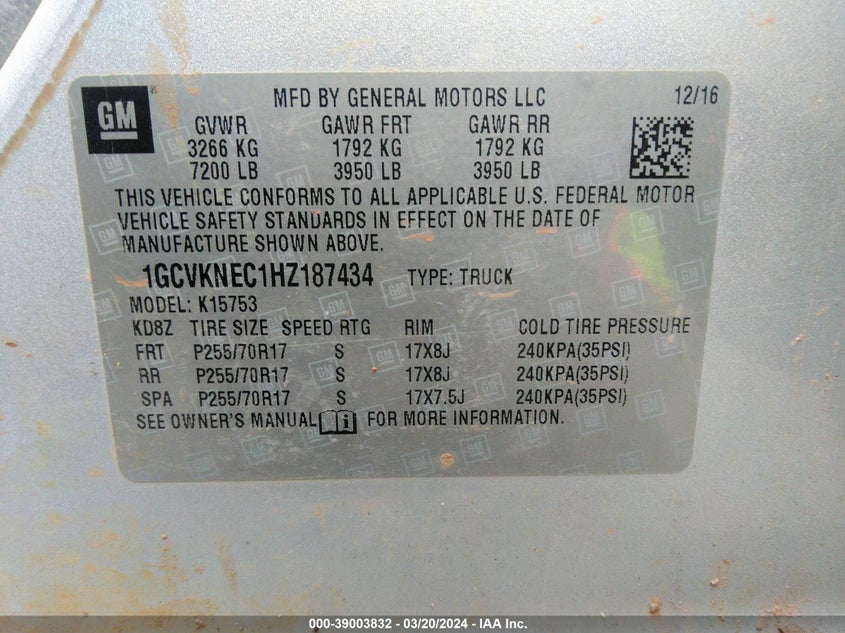 GM
MFD BY GENERAL MOTORS LLC 12/16
GVWR GAWR FRT GAWR RR
3266 KG 1792 KG 1792 KG
7200 LB 3950 LB 3950 LB
THIS VEHICLE CONFORMS TO ALL APPLICABLE U.S. FEDERAL MOTOR
VEHICLE SAFETY STANDARDS IN EFFECT ON THE DATE OF
MANUFACTURE SHOWN ABOVE.
1GCVKNEC1HZ187434 TYPE: TRUCK
MODEL: K15753
KD8Z TIRE SIZE SPEED RTG RIM COLD TIRE PRESSURE
FRT P255/70R17 S 17X8J 240KPA(35PSI)
RR P255/70R17 S 17X8J 240KPA(35PSI)
SPA P255/70R17 S 17X7.5J 240KPA(35PSI)
SEE OWNER'S MANUAL i FOR MORE INFORMATION.
000-39003832 - 03/20/2024 - IAA Inc.